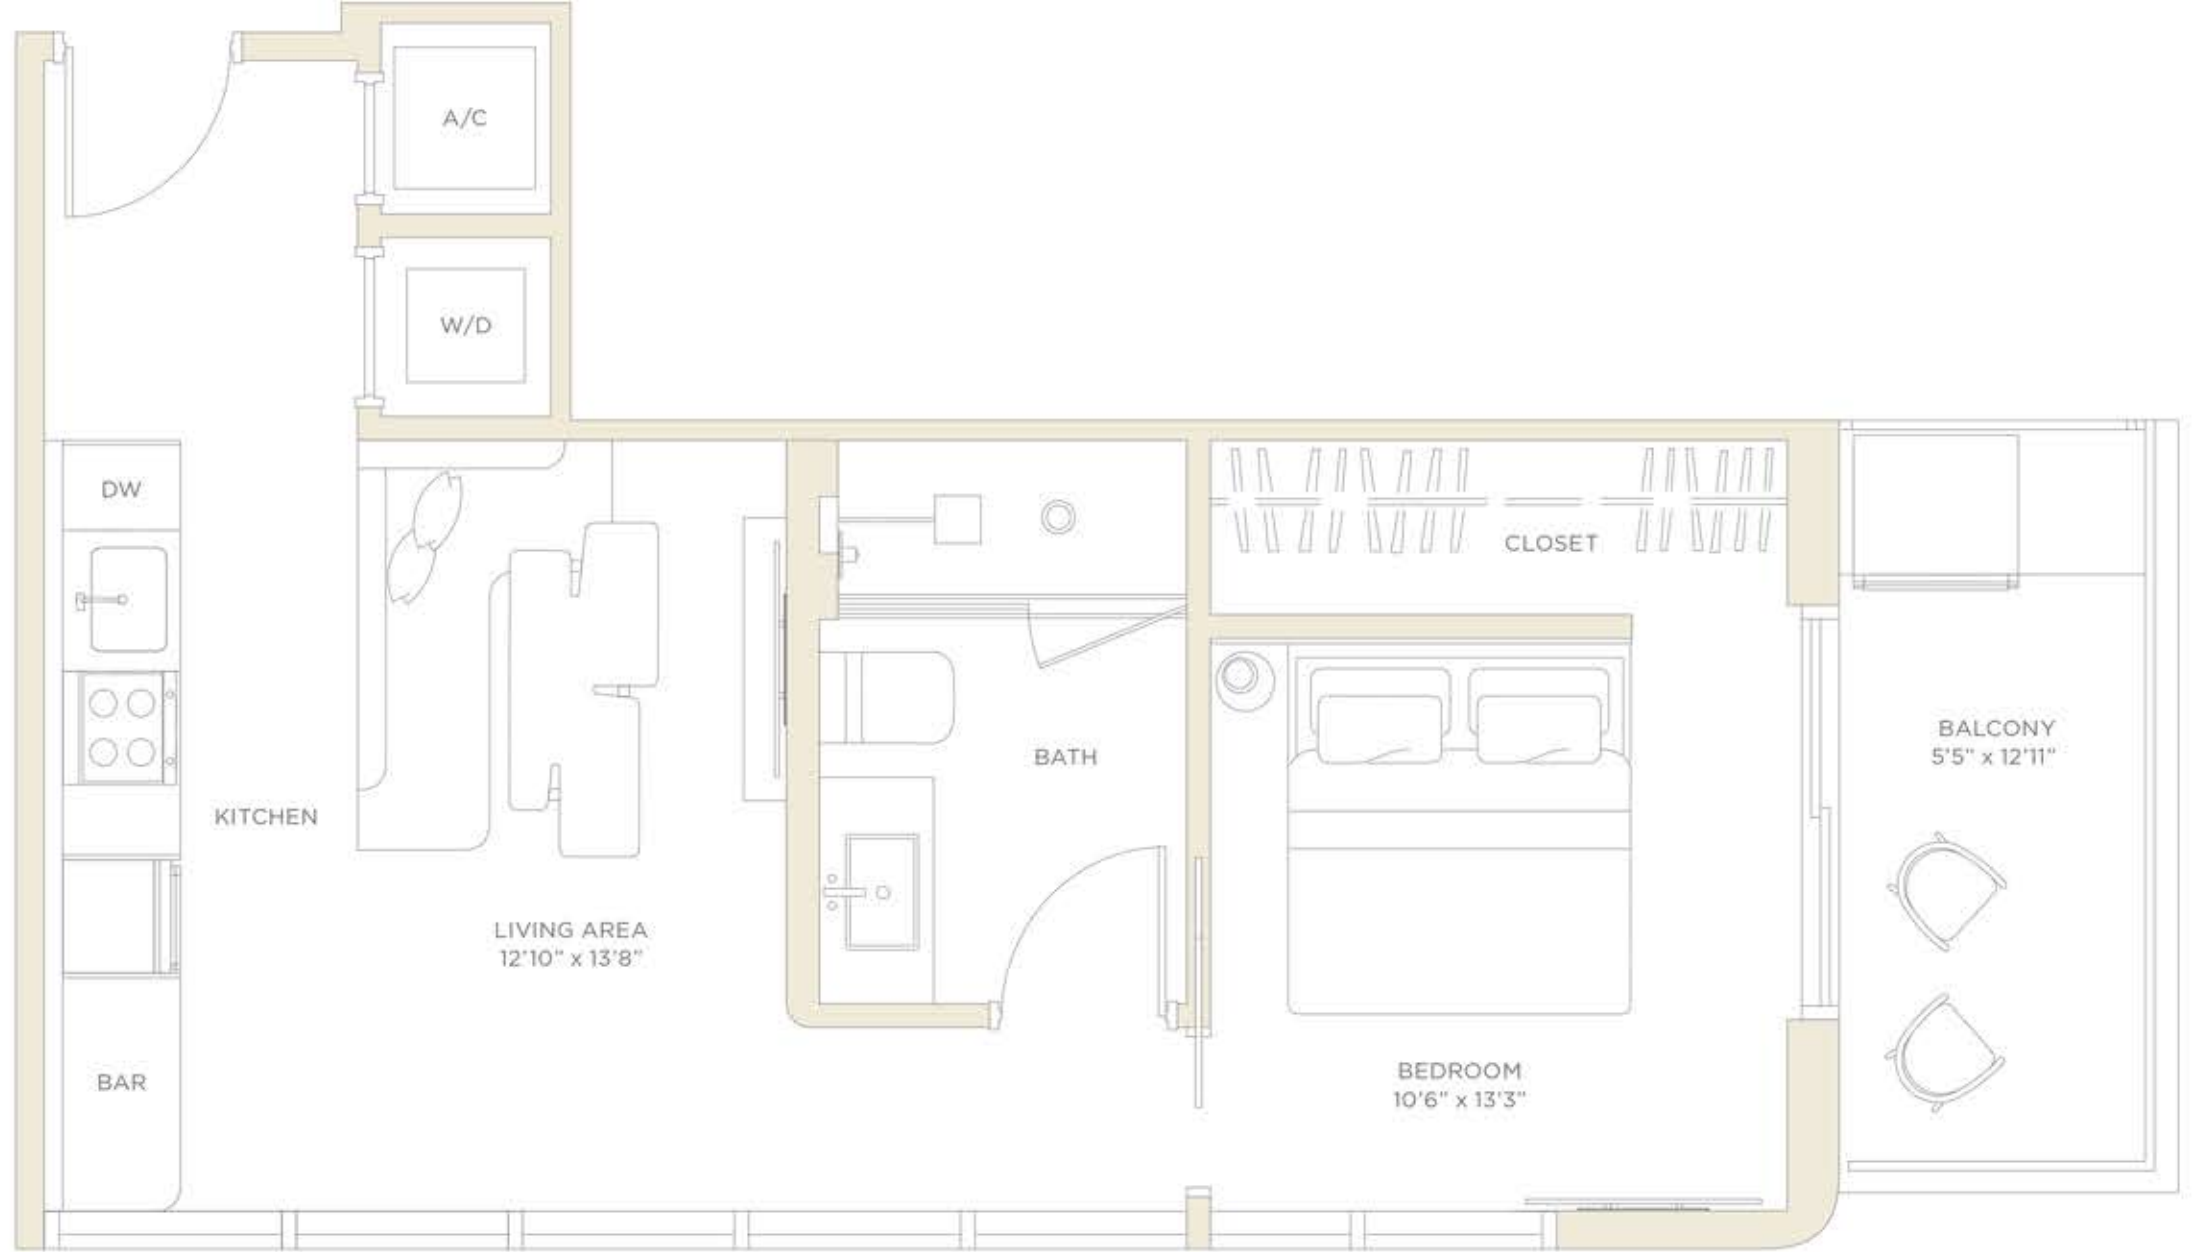 A/C
W/D
DW
CLOSET
BALCONY
5'5" x 12'11"
BATH
KITCHEN
LIVING AREA
12'10" x 13'8"
BEDROOM
10'6" x 13'3"
BAR